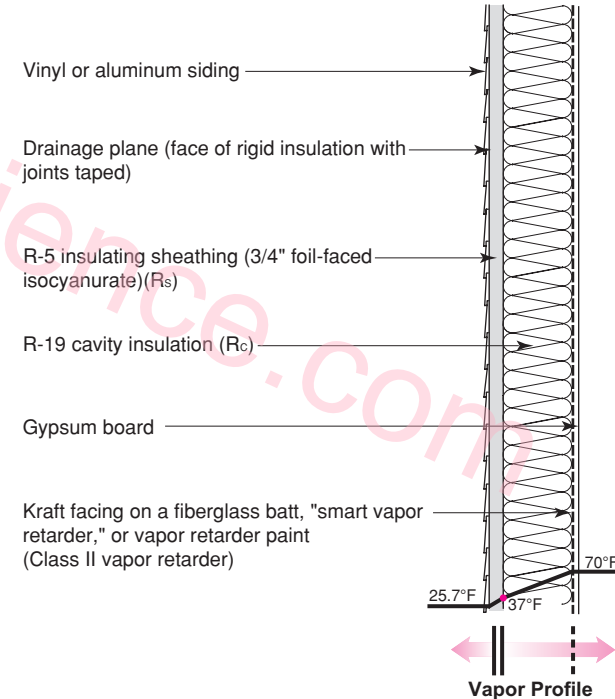 Vinyl or aluminum siding
Drainage plane (face of rigid insulation with
joints taped)
R-5 insulating sheathing (3/4" foil-faced
isocyanurate)(Rs)
R-19 cavity insulation (Rc)
Gypsum board
Kraft facing on a fiberglass batt, "smart vapor
retarder," or vapor retarder paint
(Class II vapor retarder)
70°F
25.7°F
37°F
Vapor Profile
ience.com